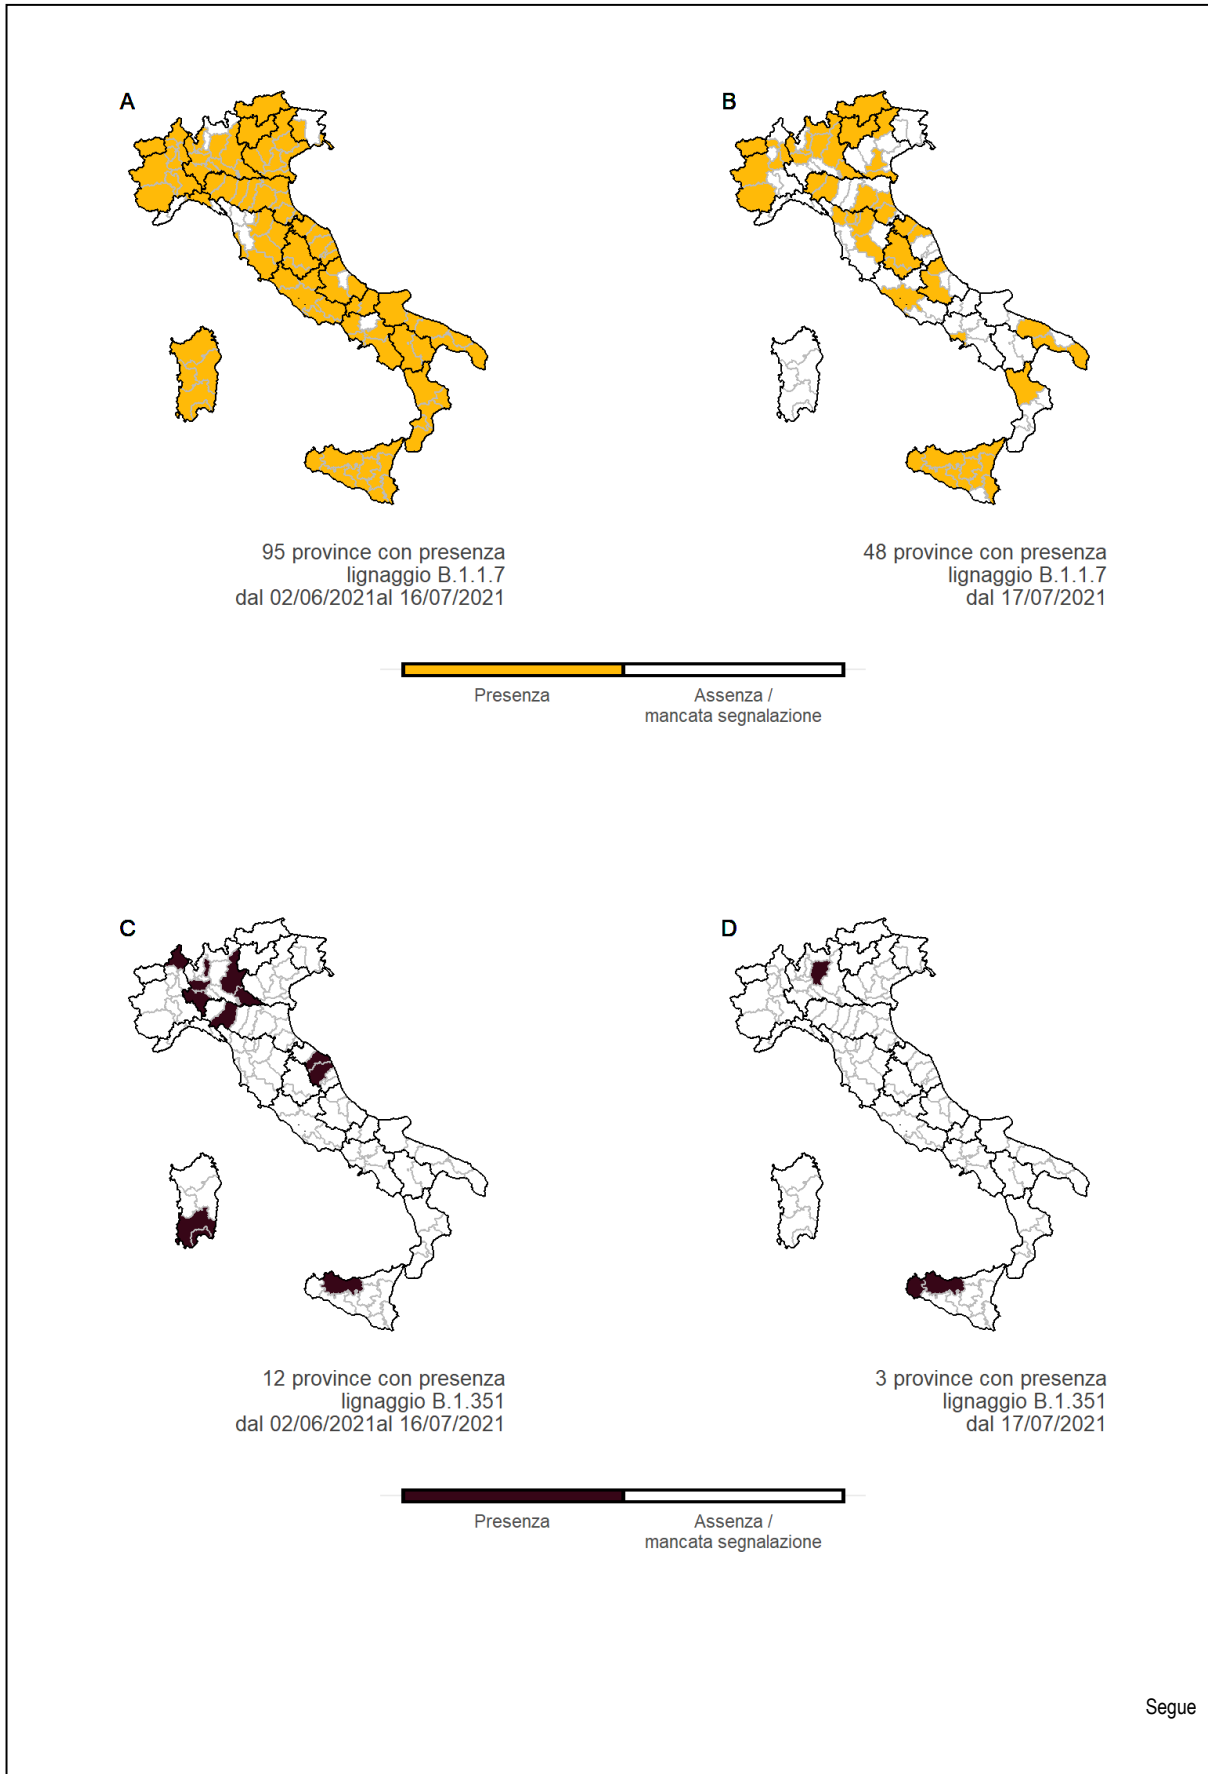 A
B
95 province con presenza
lignaggio B.1.1.7
dal 02/06/2021al 16/07/2021
48 province con presenza
lignaggio B.1.1.7
dal 17/07/2021
Presenza
Assenza /
mancata segnalazione
C
D
12 province con presenza
lignaggio B.1.351
dal 02/06/2021al 16/07/2021
3 province con presenza
lignaggio B.1.351
dal 17/07/2021
Presenza
Assenza /
mancata segnalazione
Segue